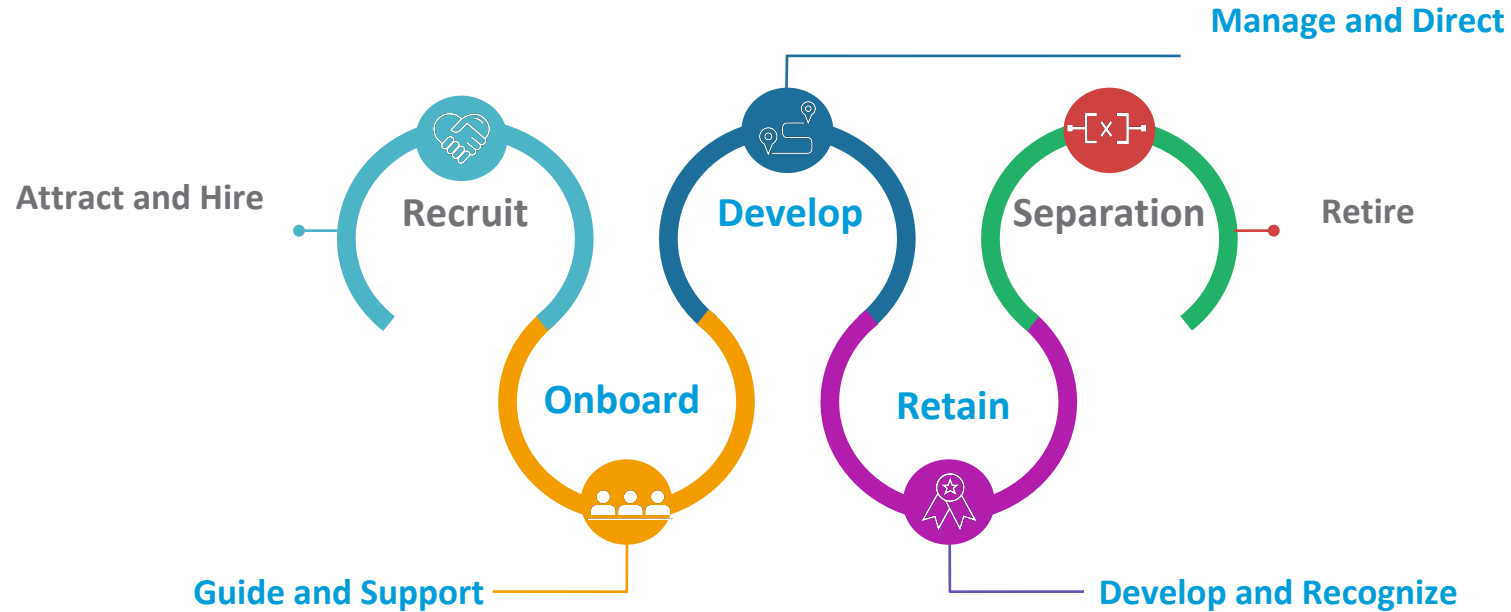 Manage and Direct
Attract and Hire
Recruit
Develop
Separation
Retire
Onboard
Retain
Guide and Support
Develop and Recognize